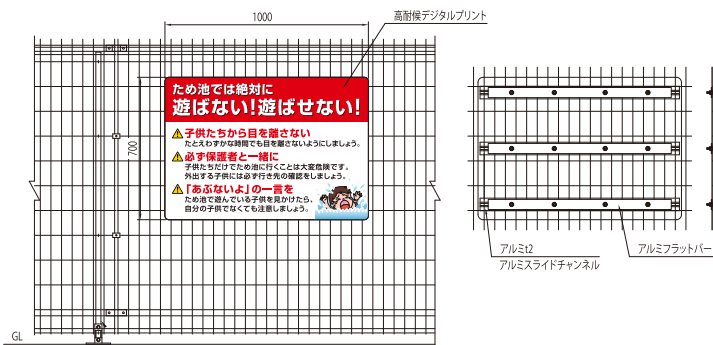 1000
高耐候デジタルプリント
700
ため池では絶対に
遊ばない!遊ばせない!
子供たちから目を離さない
たとえわずかな時間でも目を離さないようにしましょう。
必ず保護者と一緒に
子供たちだけでため池に行くことは大変危険です。
外出する子供には必ず行き先の確認をしましょう。
「あぶないよ」の一言を
ため池で遊んでいる子供を見かけたら、
自分の子供でなくても注意しましょう。
GL
アルミt2
アルミスライドチャンネル
アルミフラットバー